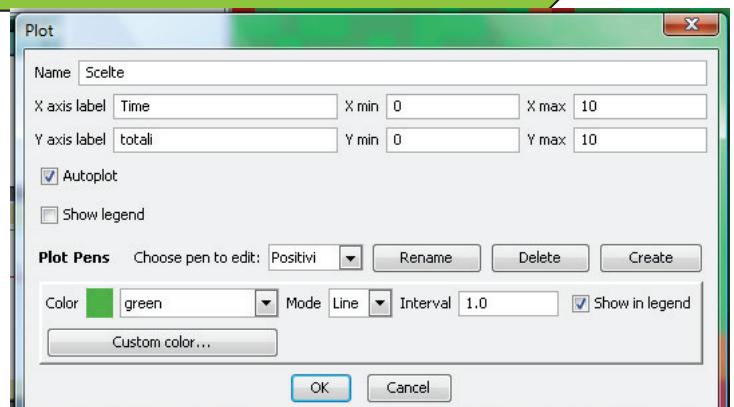 Plot
Name Scelte
X axis label Time X min 0 X max 10
Y axis label totali Y min 0 Y max 10
Autoplot
Show legend
Plot Pens Choose pen to edit: Positivi Rename Delete Create
Color green Mode Line Interval 1.0 Show in legend
Custom color...
OK Cancel